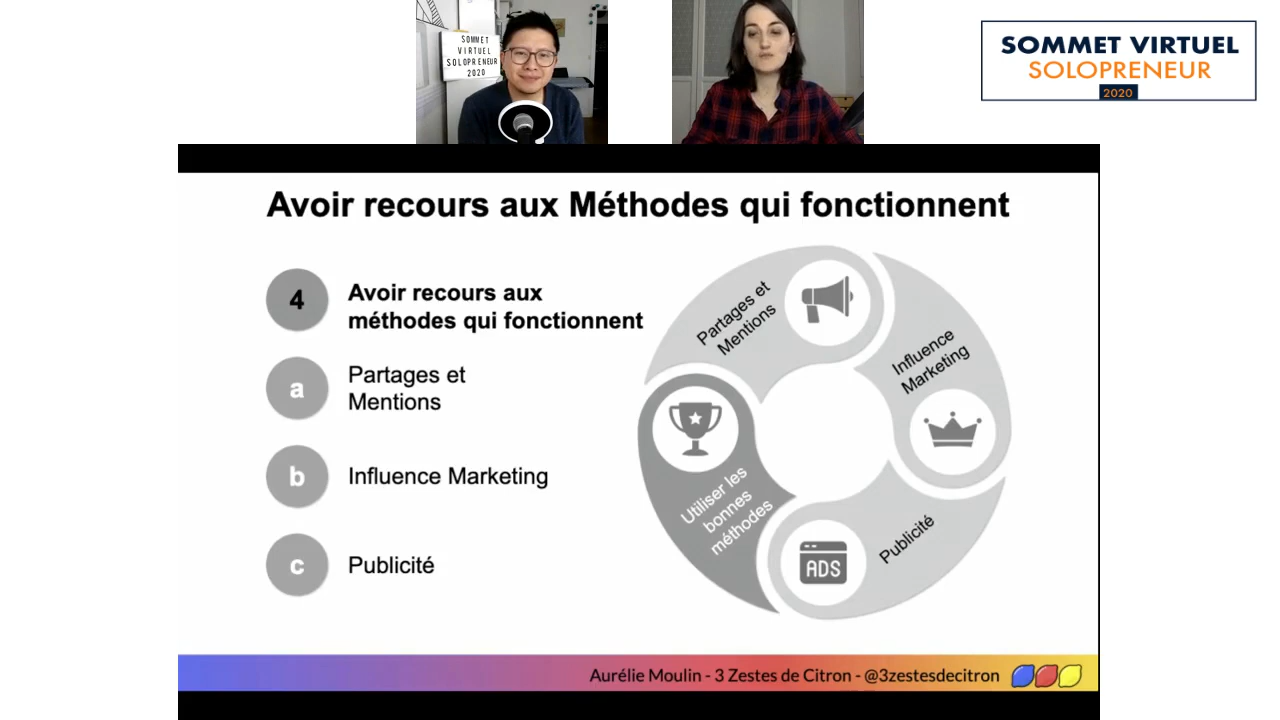 SOMMET
VIRTUEL
SOLOPRENEUR
2020
SOMMET VIRTUEL
SOLOPRENEUR
2020
Avoir recours aux Méthodes qui fonctionnent
4
Avoir recours aux
méthodes qui fonctionnent
a
Partages et
Mentions
b
Influence Marketing
c
Publicité
Partages et
Mentions
Influence
Marketing
Utiliser les
bonnes
méthodes
ADS
Publicité
Aurélie Moulin - 3 Zestes de Citron - @3zestesdecitron